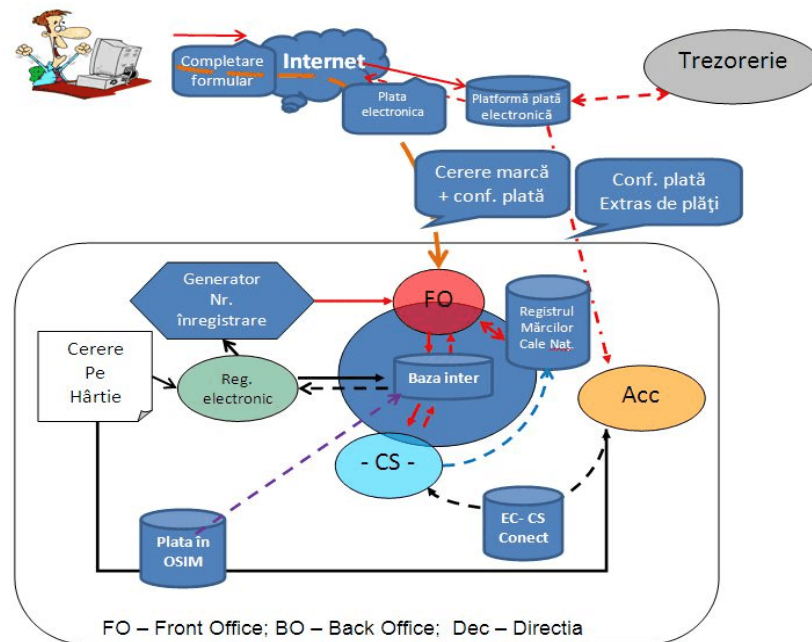 Completare
formular
Internet
Plata
electronica
Platformă plată
electronică
Trezorerie
Cerere marcă
+ conf. plată
Conf. plată
Extras de plăţi
Generator
Nr.
înregistrare
FO
Registrul
Mărcilor
Cale Naț.
Cerere
Pe
Hârtie
Reg.
electronic
Baza inter
Acc
- CS -
EC- CS
Conect
Plata în
OSIM
FO – Front Office; BO – Back Office; Dec – Directia